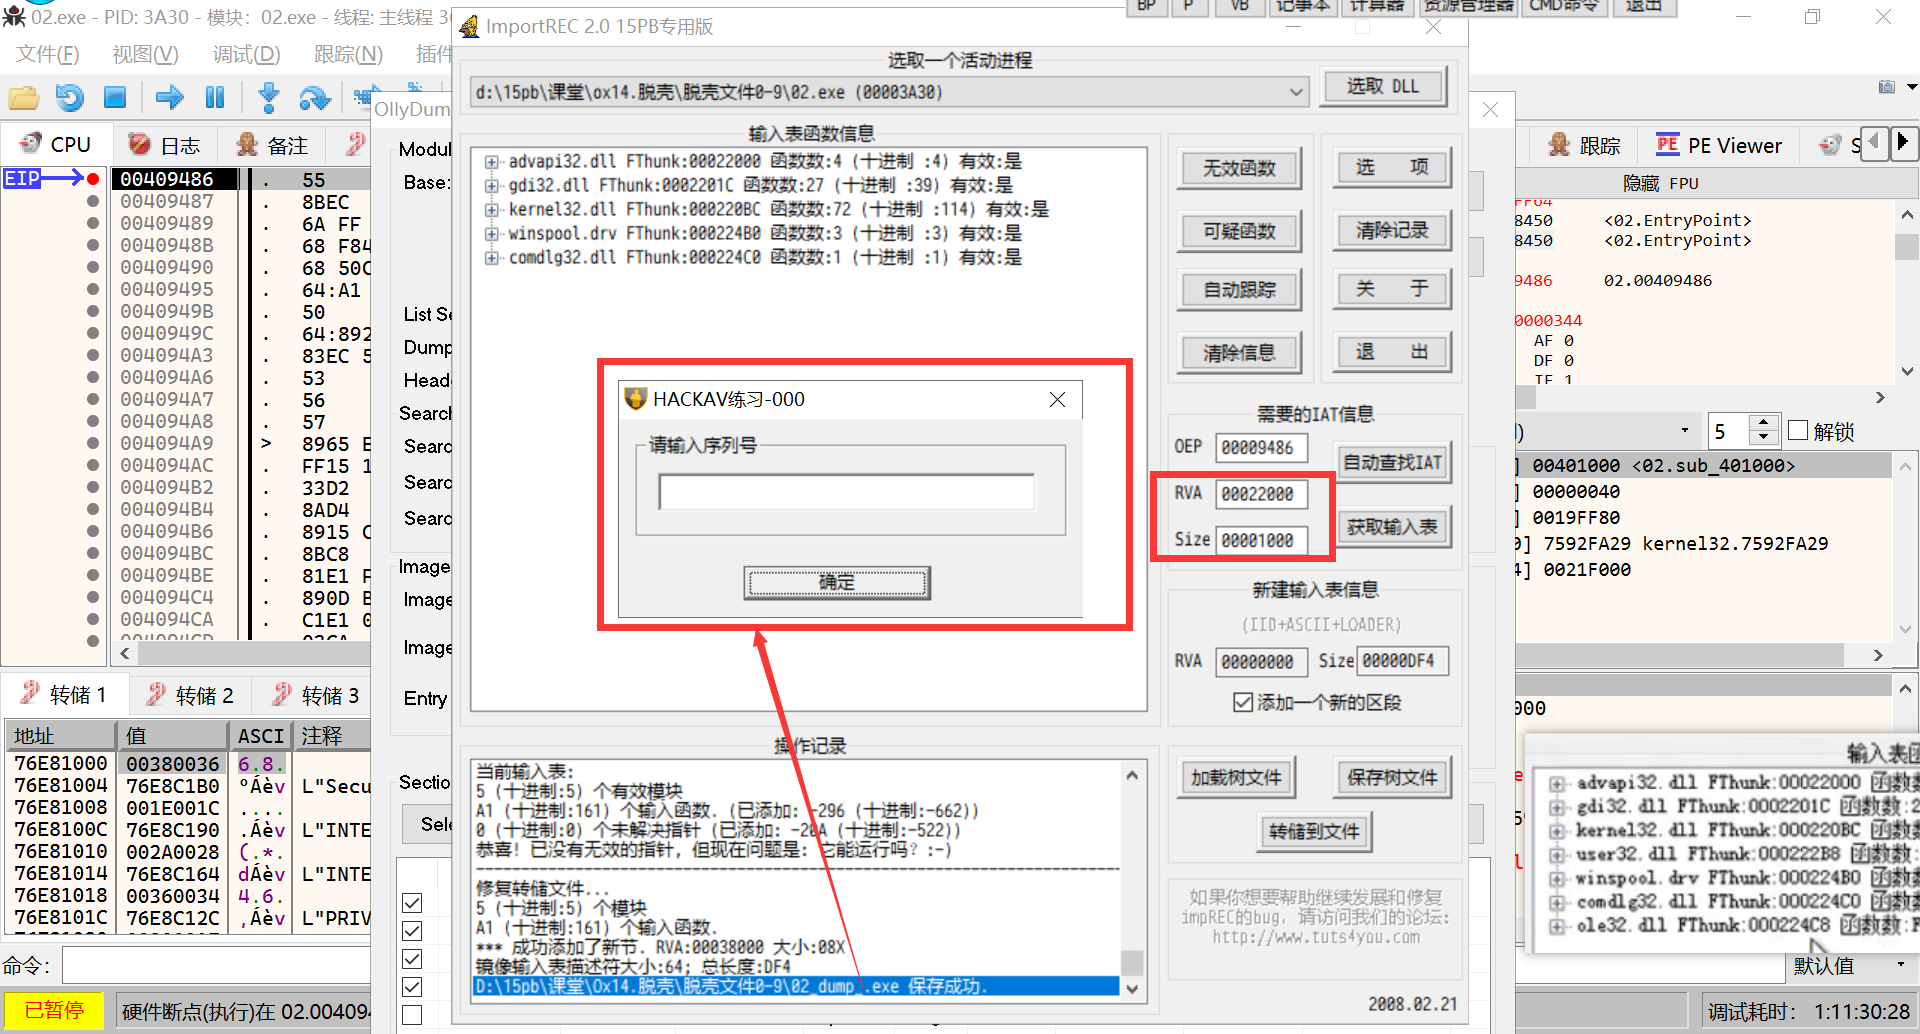 02.exe - PID: 3A30 - 模块: 02.exe - 线程: 主线程 3
文件(F) 视图(V) 调试(D) 跟踪(N) 插件
BP P VB 记事本 计算器 资源管理器 CMD命令 退出
CPU 日志 备注
跟踪 PE Viewer S
EIP
00409486 . 55
00409487 . 8BEC
00409489 . 6A FF
0040948B . 68 F84
00409490 . 68 50C
00409495 . 64:A1
0040949B . 50
0040949C . 64:892
004094A3 . 83EC 5
004094A6 . 53
004094A7 . 56
004094A8 . 57
004094A9 > 8965 E
004094AC . FF15 1
004094B2 . 33D2
004094B4 . 8AD4
004094B6 . 8915 C
004094BC . 8BC8
004094BE . 81E1 F
004094C4 . 890D B
004094CA . C1E1 0
转储 1 转储 2 转储 3
地址 值 ASCI 注释
76E81000 00380036 6.8.
76E81004 76E8C1B0 °Áèv L"Secu
76E81008 001E001C ....
76E8100C 76E8C190 .Áèv L"INTE
76E81010 002A0028 (.*.
76E81014 76E8C164 dÁèv L"INTE
76E81018 00360034 4.6.
76E8101C 76E8C12C ,Áèv L"PRIV
命令:
已暂停 硬件断点(执行)在 02.00409
OllyDum
Modul
Base:
List Se
Dump
Heade
Search
Searc
Searc
Searc
Image
Image
Image
Entry
Sectio
Sele
ImportREC 2.0 15PB专用版
选取一个活动进程
d:\15pb\课堂\ox14.脱壳\脱壳文件0-9\02.exe (00003A30)
选取 DLL
输入表函数信息
advapi32.dll FThunk:00022000 函数数:4 (十进制 :4) 有效:是
gdi32.dll FThunk:0002201C 函数数:27 (十进制 :39) 有效:是
kernel32.dll FThunk:000220BC 函数数:72 (十进制 :114) 有效:是
winspool.drv FThunk:000224B0 函数数:3 (十进制 :3) 有效:是
comdlg32.dll FThunk:000224C0 函数数:1 (十进制 :1) 有效:是
HACKAV练习-000
请输入序列号
确定
无效函数 选 项
可疑函数 清除记录
自动跟踪 关 于
清除信息 退 出
需要的IAT信息
OEP 00009486 自动查找IAT
RVA 00022000
Size 00001000 获取输入表
新建输入表信息
(IID+ASCII+LOADER)
RVA 00000000 Size 00000DF4
添加一个新的区段
加载树文件 保存树文件
转储到文件
如果你想要帮助继续发展和修复
impREC的bug, 请访问我们的论坛:
http://www.tuts4you.com
2008.02.21
操作记录
当前输入表:
5 (十进制:5) 个有效模块
A1 (十进制:161) 个输入函数. (已添加: -296 (十进制:-662))
0 (十进制:0) 个未解决指针 (已添加: -20A (十进制:-522))
恭喜! 已没有无效的指针, 但现在问题是: 它能运行吗? :-)
修复转储文件...
5 (十进制:5) 个模块
A1 (十进制:161) 个输入函数.
*** 成功添加了新节. RVA:00038000 大小:08X
镜像输入表描述符大小:64; 总长度:DF4
D:\15pb\课堂\Ox14.脱壳\脱壳文件0-9\02_dump_.exe 保存成功.
隐藏 FPU
8450 <02.EntryPoint>
8450 <02.EntryPoint>
9486 02.00409486
0000344
AF 0
DF 0
IF 1
5 解锁
] 00401000 <02.sub_401000>
] 00000040
] 0019FF80
0] 7592FA29 kernel32.7592FA29
4] 0021F000
000
输入表函
advapi32.dll FThunk:00022000 函数数
gdi32.dll FThunk:0002201C 函数数:2
kernel32.dll FThunk:000220BC 函数数
user32.dll FThunk:000222B8 函数数:
winspool.drv FThunk:000224B0 函数数
comdlg32.dll FThunk:000224C0 函数数
ole32.dll FThunk:000224C8 函数数:F
默认值
调试耗时: 1:11:30:28